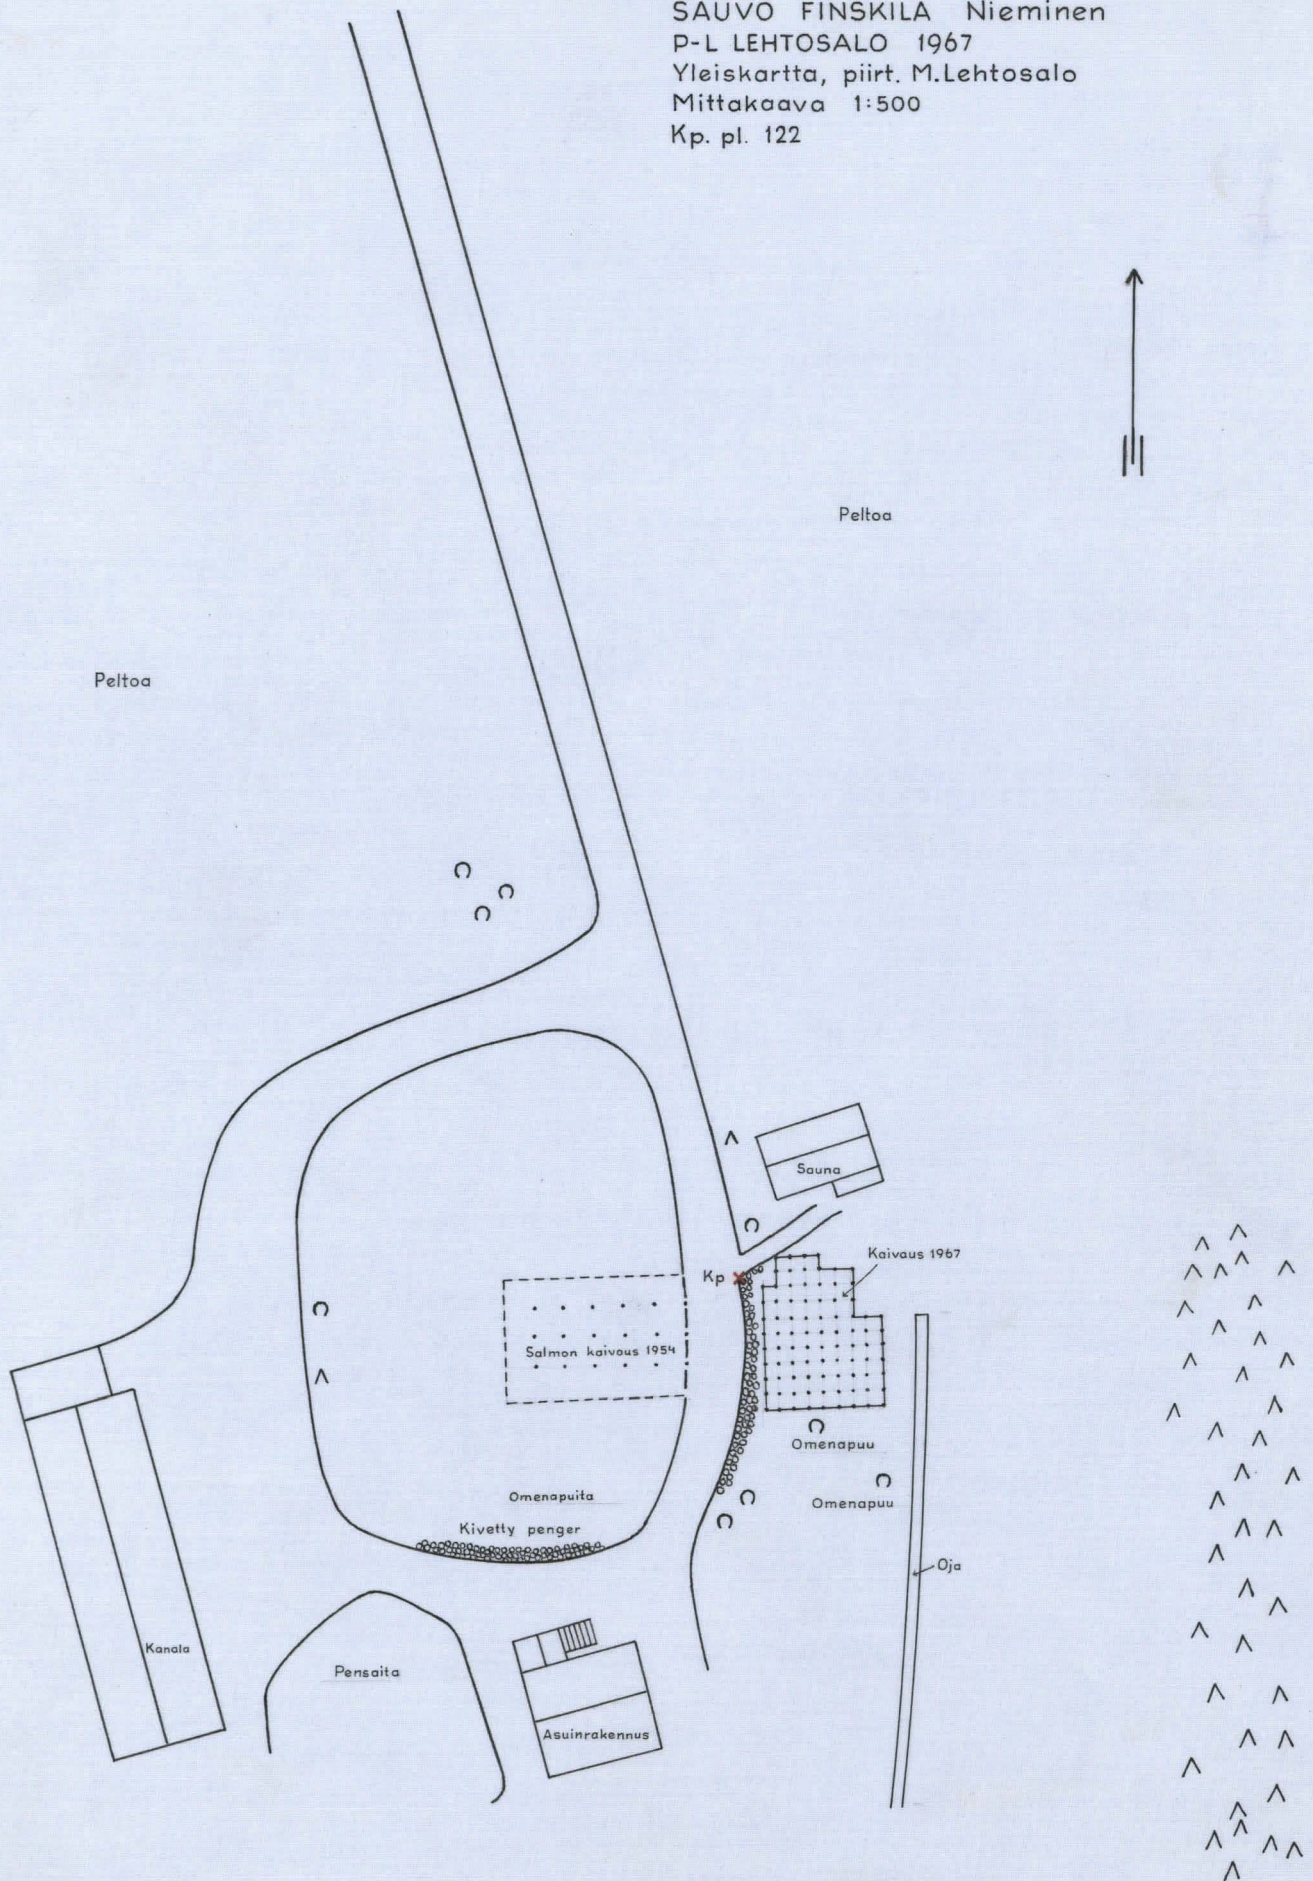 SAUVO FINSKILA Nieminen
P-L LEHTOSALO 1967
Yleiskartta, piirt. M.Lehtosalo
Mittakaava 1:500
Kp. pl. 122
Peltoa
Peltoa
Sauna
Kaivaus 1967
Kp
Salmon kaivaus 1954
Omenapuu
Omenapuita
Omenapuu
Kivetty penger
Oja
Kanala
Pensaita
Asuinrakennus